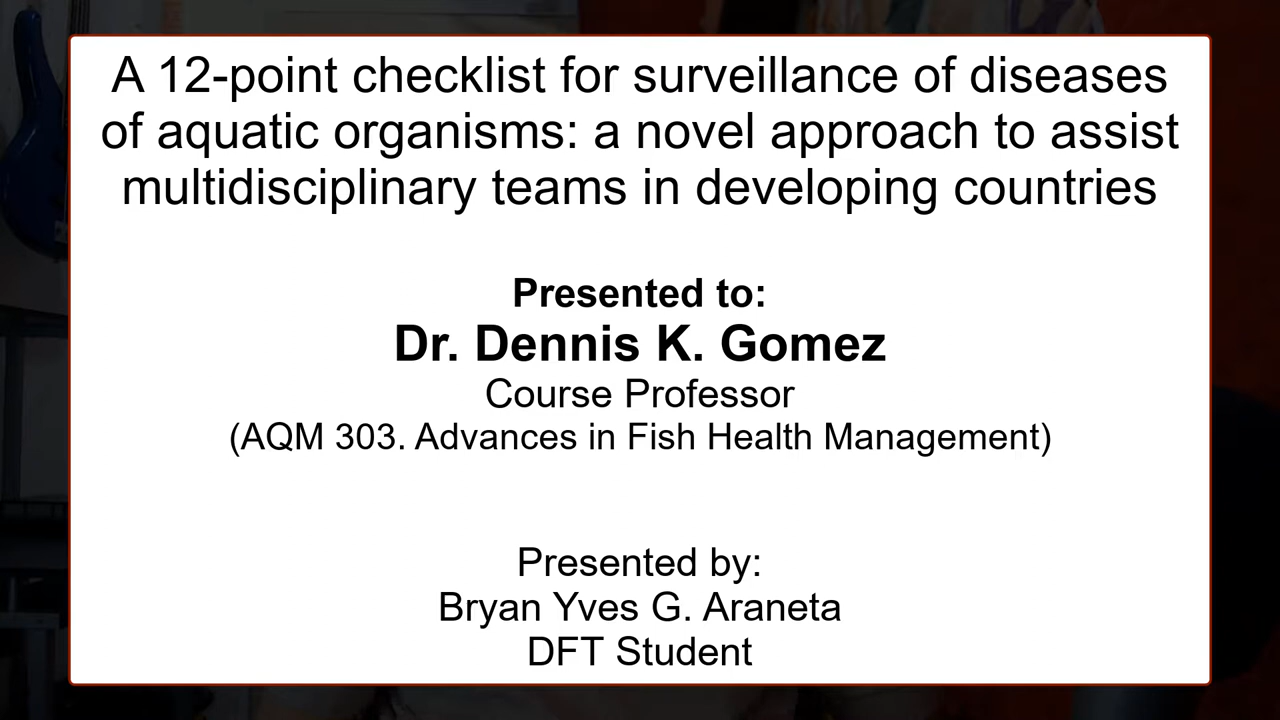 A 12-point checklist for surveillance of diseases
of aquatic organisms: a novel approach to assist
multidisciplinary teams in developing countries
Presented to:
Dr. Dennis K. Gomez
Course Professor
(AQM 303. Advances in Fish Health Management)
Presented by:
Bryan Yves G. Araneta
DFT Student